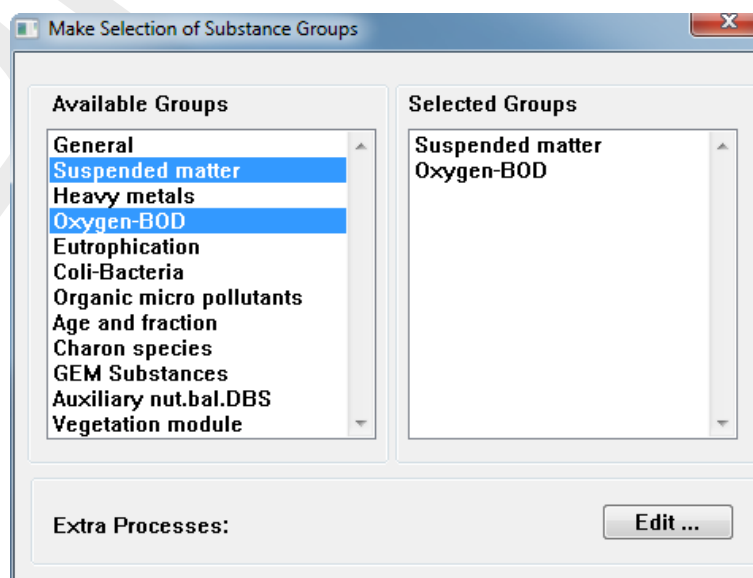 Make Selection of Substance Groups
Available Groups
General
Suspended matter
Heavy metals
Oxygen-BOD
Eutrophication
Coli-Bacteria
Organic micro pollutants
Age and fraction
Charon species
GEM Substances
Auxiliary nut.bal.DBS
Vegetation module
Selected Groups
Suspended matter
Oxygen-BOD
Extra Processes:
Edit ...